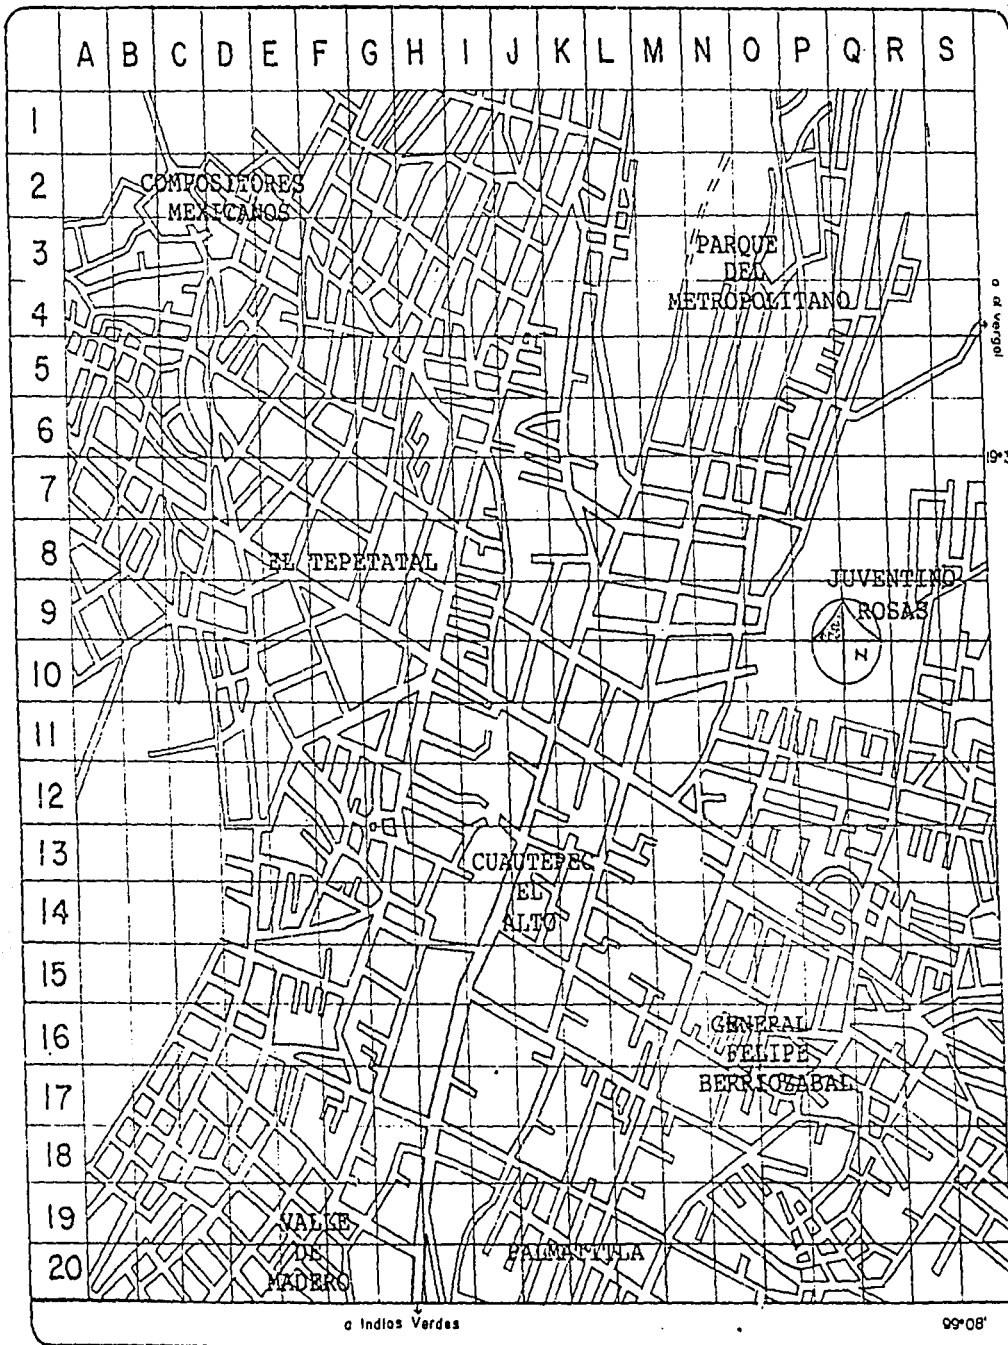 A B C D E F G H I J K L M N O P Q R S
1
2
COMPOSITORES
MEXICANOS
3
PARQUE
DEL
METROPOLITANO
4
5
6
7
8
EL TEPETATAL
JUVENTINO
ROSAS
9
N
10
11
12
13
CUAUTEPEC
EL
ALTO
14
15
16
GENERAL
FELIPE
BERRIOZABAL
17
18
19
VALLE
DE
MADERO
PALMATITLA
20
a Indios Verdes
99°08'
19°3